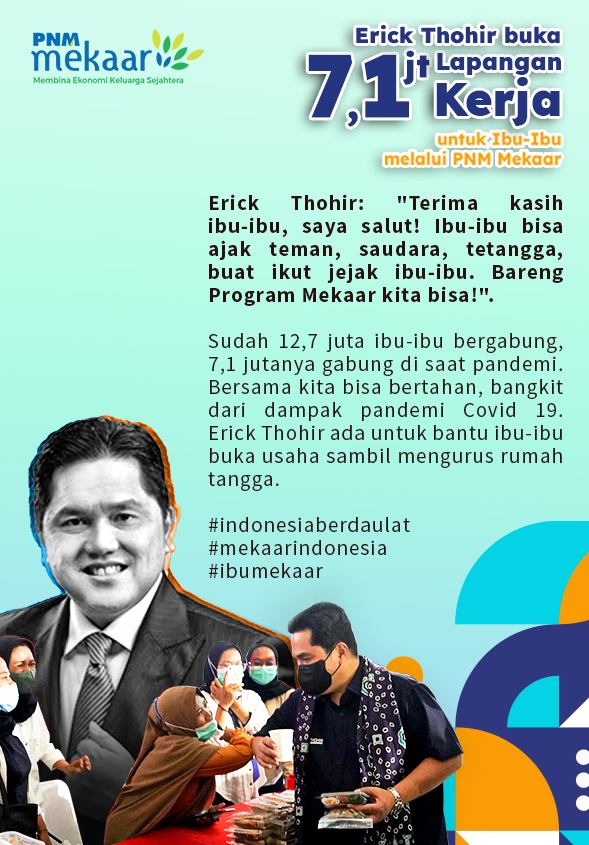 PNM
mekaar
Membina Ekonomi Keluarga Sejahtera
Erick Thohir buka
7,1 jt Lapangan
Kerja
untuk Ibu-Ibu
melalui PNM Mekaar
Erick Thohir: "Terima kasih
ibu-ibu, saya salut! Ibu-ibu bisa
ajak teman, saudara, tetangga,
buat ikut jejak ibu-ibu. Bareng
Program Mekaar kita bisa!".
Sudah 12,7 juta ibu-ibu bergabung,
7,1 jutanya gabung di saat pandemi.
Bersama kita bisa bertahan, bangkit
dari dampak pandemi Covid 19.
Erick Thohir ada untuk bantu ibu-ibu
buka usaha sambil mengurus rumah
tangga.
#indonesiaberdaulat
#mekaarindonesia
#ibumekaar
THOHIR